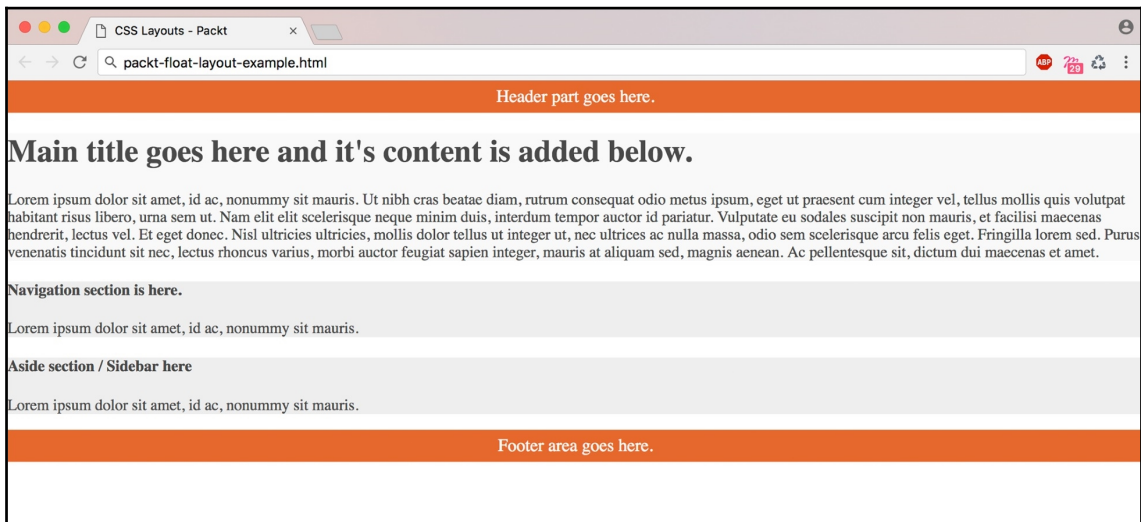 CSS Layouts - Packt
packt-float-layout-example.html
ABP
29
Header part goes here.
Main title goes here and it's content is added below.
Lorem ipsum dolor sit amet, id ac, nonummy sit mauris. Ut nibh cras beatae diam, rutrum consequat odio metus ipsum, eget ut praesent cum integer vel, tellus mollis quis volutpat
habitant risus libero, urna sem ut. Nam elit elit scelerisque neque minim duis, interdum tempor auctor id pariatur. Vulputate eu sodales suscipit non mauris, et facilisi maecenas
hendrerit, lectus vel. Et eget donec. Nisl ultricies ultricies, mollis dolor tellus ut integer ut, nec ultrices ac nulla massa, odio sem scelerisque arcu felis eget. Fringilla lorem sed. Purus
venenatis tincidunt sit nec, lectus rhoncus varius, morbi auctor feugiat sapien integer, mauris at aliquam sed, magnis aenean. Ac pellentesque sit, dictum dui maecenas et amet.
Navigation section is here.
Lorem ipsum dolor sit amet, id ac, nonummy sit mauris.
Aside section / Sidebar here
Lorem ipsum dolor sit amet, id ac, nonummy sit mauris.
Footer area goes here.